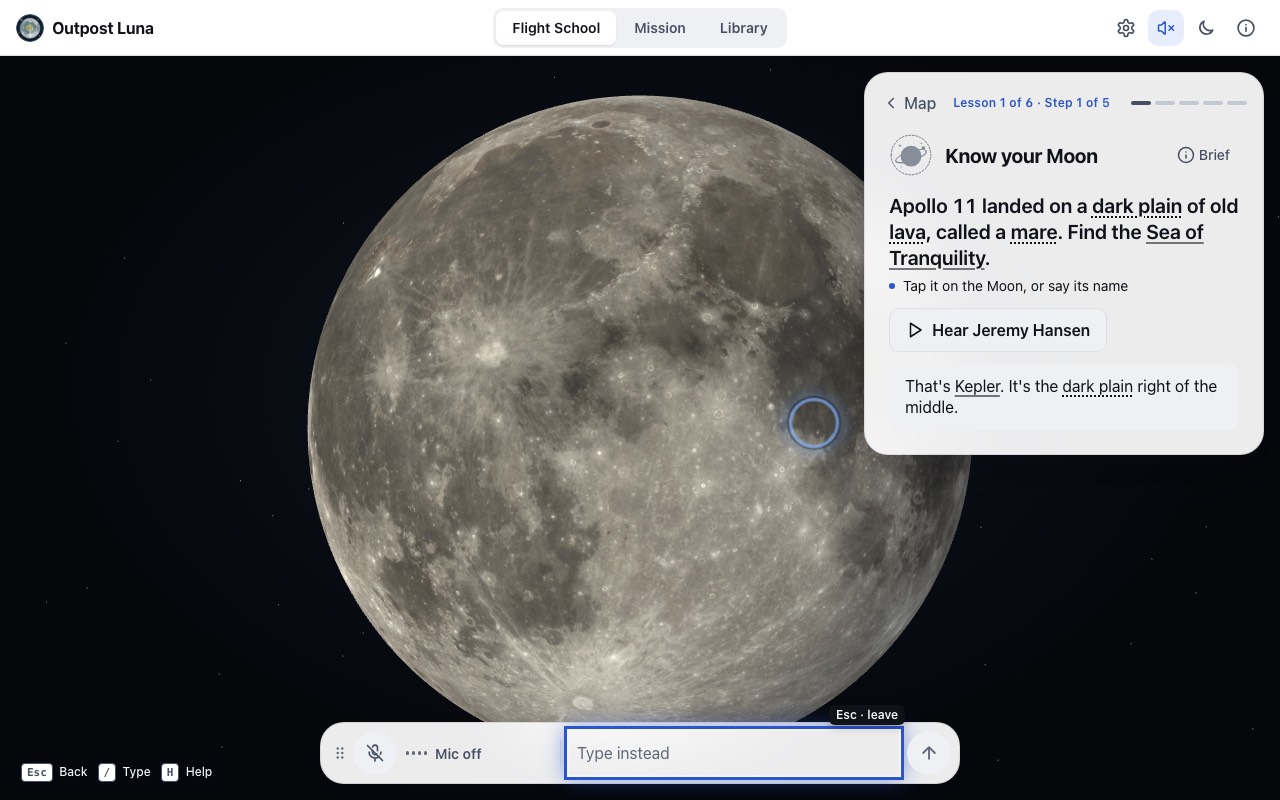 Outpost Luna
Flight School
Mission
Library
Map
Lesson 1 of 6 · Step 1 of 5
Know your Moon
Brief
Apollo 11 landed on a dark plain of old
lava, called a mare. Find the Sea of
Tranquility.
Tap it on the Moon, or say its name
Hear Jeremy Hansen
That's Kepler. It's the dark plain right of the
middle.
Esc · leave
Mic off
Type instead
Esc Back / Type H Help